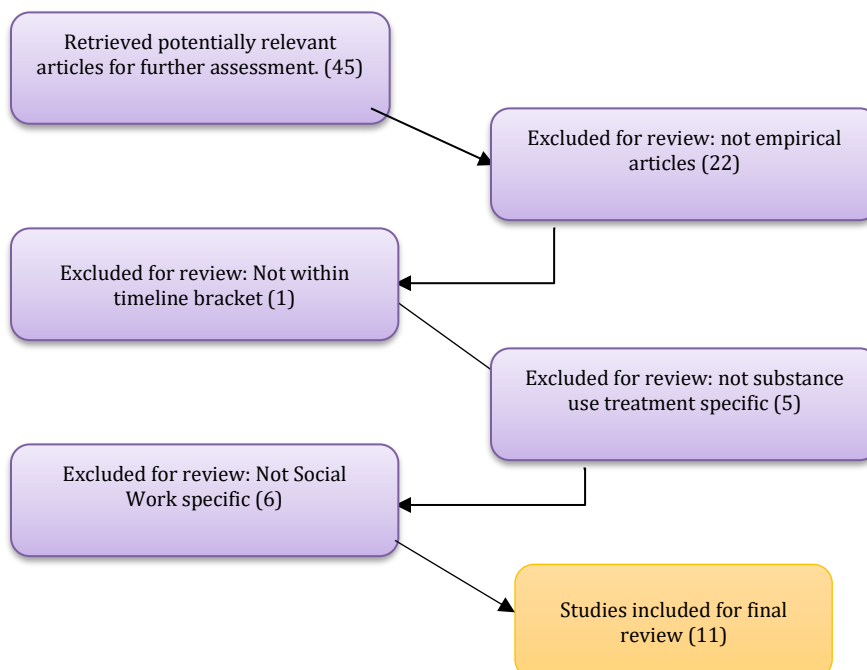 Retrieved potentially relevant
articles for further assessment. (45)
Excluded for review: not empirical
articles (22)
Excluded for review: Not within
timeline bracket (1)
Excluded for review: not substance
use treatment specific (5)
Excluded for review: Not Social
Work specific (6)
Studies included for final
review (11)